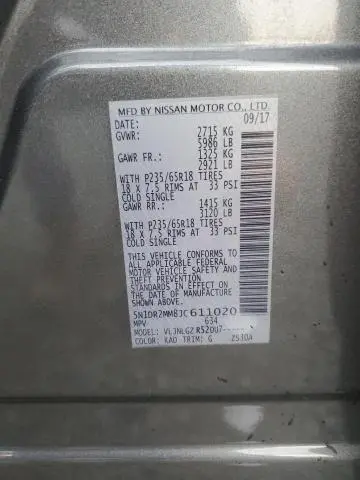 MFD BY NISSAN MOTOR CO., LTD.
DATE: 09/17
GVWR: 2715 KG
5986 LB
GAWR FR.: 1325 KG
2921 LB
WITH P235/65R18 TIRES
18 X 7.5 RIMS AT 33 PSI
COLD SINGLE
GAWR RR.: 1415 KG
3120 LB
WITH P235/65R18 TIRES
18 X 7.5 RIMS AT 33 PSI
COLD SINGLE
THIS VEHICLE CONFORMS
TO ALL APPLICABLE FEDERAL
MOTOR VEHICLE SAFETY AND
THEFT PREVENTION
STANDARDS IN EFFECT ON
THE DATE OF MANUFACTURE
SHOWN ABOVE.
5N1DR2MM8JC611020
MPV 634
MODEL: VLJNLGZ
COLOR: KAD TRIM: G